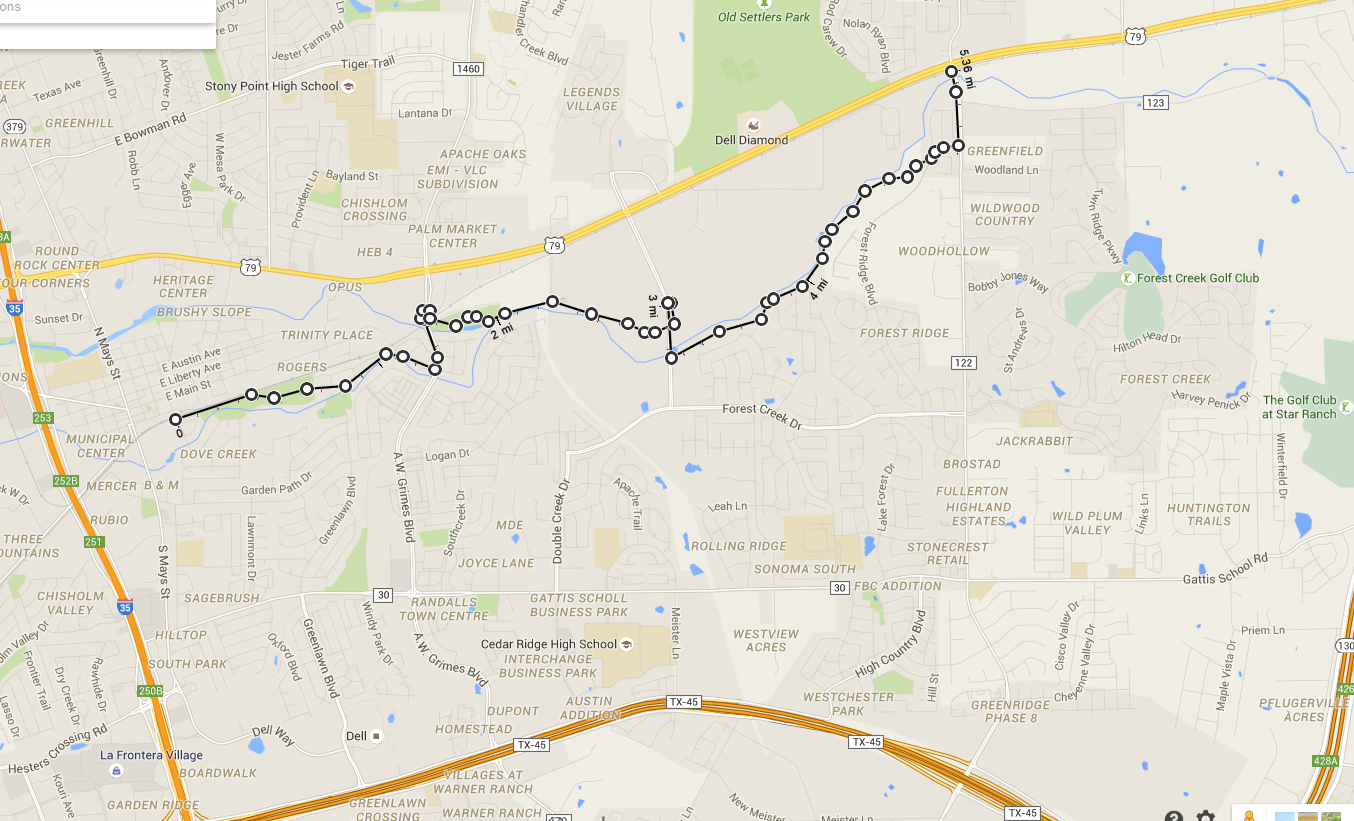 ons
Old Settlers Park
Nolan Ryan Blvd
79
5.36 mi
Jester Farms Rd
Tiger Trail
1460
Stony Point High School
LEGENDS
VILLAGE
Texas Ave
Greenhill Dr
Andover Dr
123
Lantana Dr
379
GREENHILL
E Bowman Rd
Dell Diamond
Robb Ln
W Mesa Park Dr
APACHE OAKS
EMI - VLC
SUBDIVISION
GREENFIELD
Woodland Ln
Egger Ave
Provident Ln
Bayland St
CHISHLOM
CROSSING
WILDWOOD
COUNTRY
Twin Ridge Pkwy
PALM MARKET
CENTER
ROUND
ROCK CENTER
HEB 4
79
79
WOODHOLLOW
Forest Ridge Blvd
HERITAGE
CENTER
OPUS
Bobby Jones Way
Forest Creek Golf Club
35
BRUSHY SLOPE
3 mi
4 mi
Sunset Dr
N Mays St
TRINITY PLACE
2 mi
FOREST RIDGE
St Andrews Dr
Hilton Head Dr
E Austin Ave
E Liberty Ave
E Main St
ROGERS
122
FOREST CREEK
Harvey Penick Dr
The Golf Club
at Star Ranch
253
0
Forest Creek Dr
MUNICIPAL
CENTER
DOVE CREEK
Logan Dr
JACKRABBIT
Winterfield Dr
BROSTAD
252B
MERCER B & M
Garden Path Dr
Greenlawn Blvd
A.W. Grimes Blvd
Southcreek Dr
Double Creek Dr
Apache Trail
Leah Ln
Lake Forest Dr
FULLERTON
HIGHLAND
ESTATES
Links Ln
WILD PLUM
VALLEY
HUNTINGTON
TRAILS
RUBIO
MDE
251
Lawnmont Dr
S Mays St
ROLLING RIDGE
STONECREST
RETAIL
JOYCE LANE
SONOMA SOUTH
Gattis School Rd
CHISHOLM
VALLEY
35
SAGEBRUSH
30
30
FBC ADDITION
RANDALLS
TOWN CENTRE
GATTIS SCHOLL
BUSINESS PARK
HILLTOP
Oxford Blvd
Greenlawn Blvd
Windy Park Dr
A.W. Grimes Blvd
Cedar Ridge High School
Meister Ln
WESTVIEW
ACRES
High Country Blvd
Cisco Valley Dr
Priem Ln
130
SOUTH PARK
INTERCHANGE
BUSINESS PARK
Frontier Trail
Dry Creek Dr
Rawhide Dr
Lasso Dr
250B
Hill St
Cheyenne Valley Dr
Maple Vista Dr
AUSTIN
ADDITION
TX-45
WESTCHESTER
PARK
GREENRIDGE
PHASE 8
PFLUGERVILLE
ACRES
DUPONT
HOMESTEAD
Dell Way
Dell
TX-45
TX-45
Hesters Crossing Rd
La Frontera Village
428A
BOARDWALK
Kouri Ave
VILLAGES AT
WARNER RANCH
GARDEN RIDGE
GREENLAWN
CROSSING
WARNER RANCH
New Meister Ln
TX-45